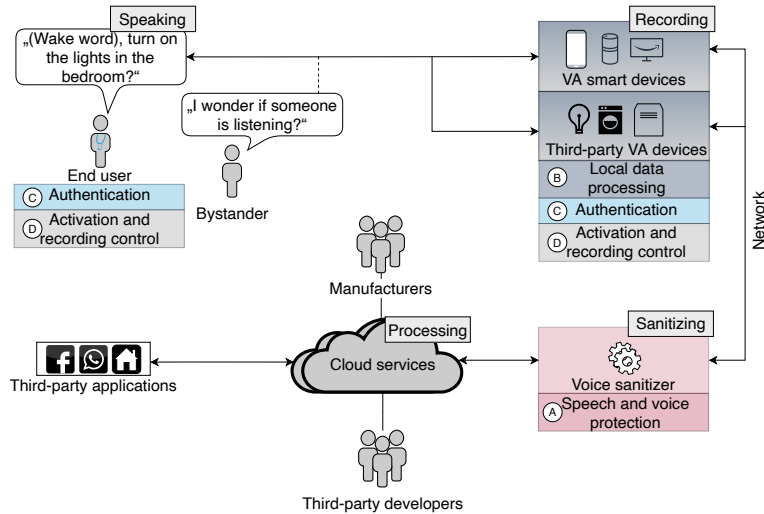 Speaking
„(Wake word), turn on
the lights in the
bedroom?“
„I wonder if someone
is listening?“
End user
Bystander
C Authentication
D Activation and
recording control
Recording
VA smart devices
Third-party VA devices
B Local data
processing
C Authentication
D Activation and
recording control
Network
Manufacturers
Processing
Cloud services
Third-party applications
Third-party developers
Sanitizing
Voice sanitizer
A Speech and voice
protection